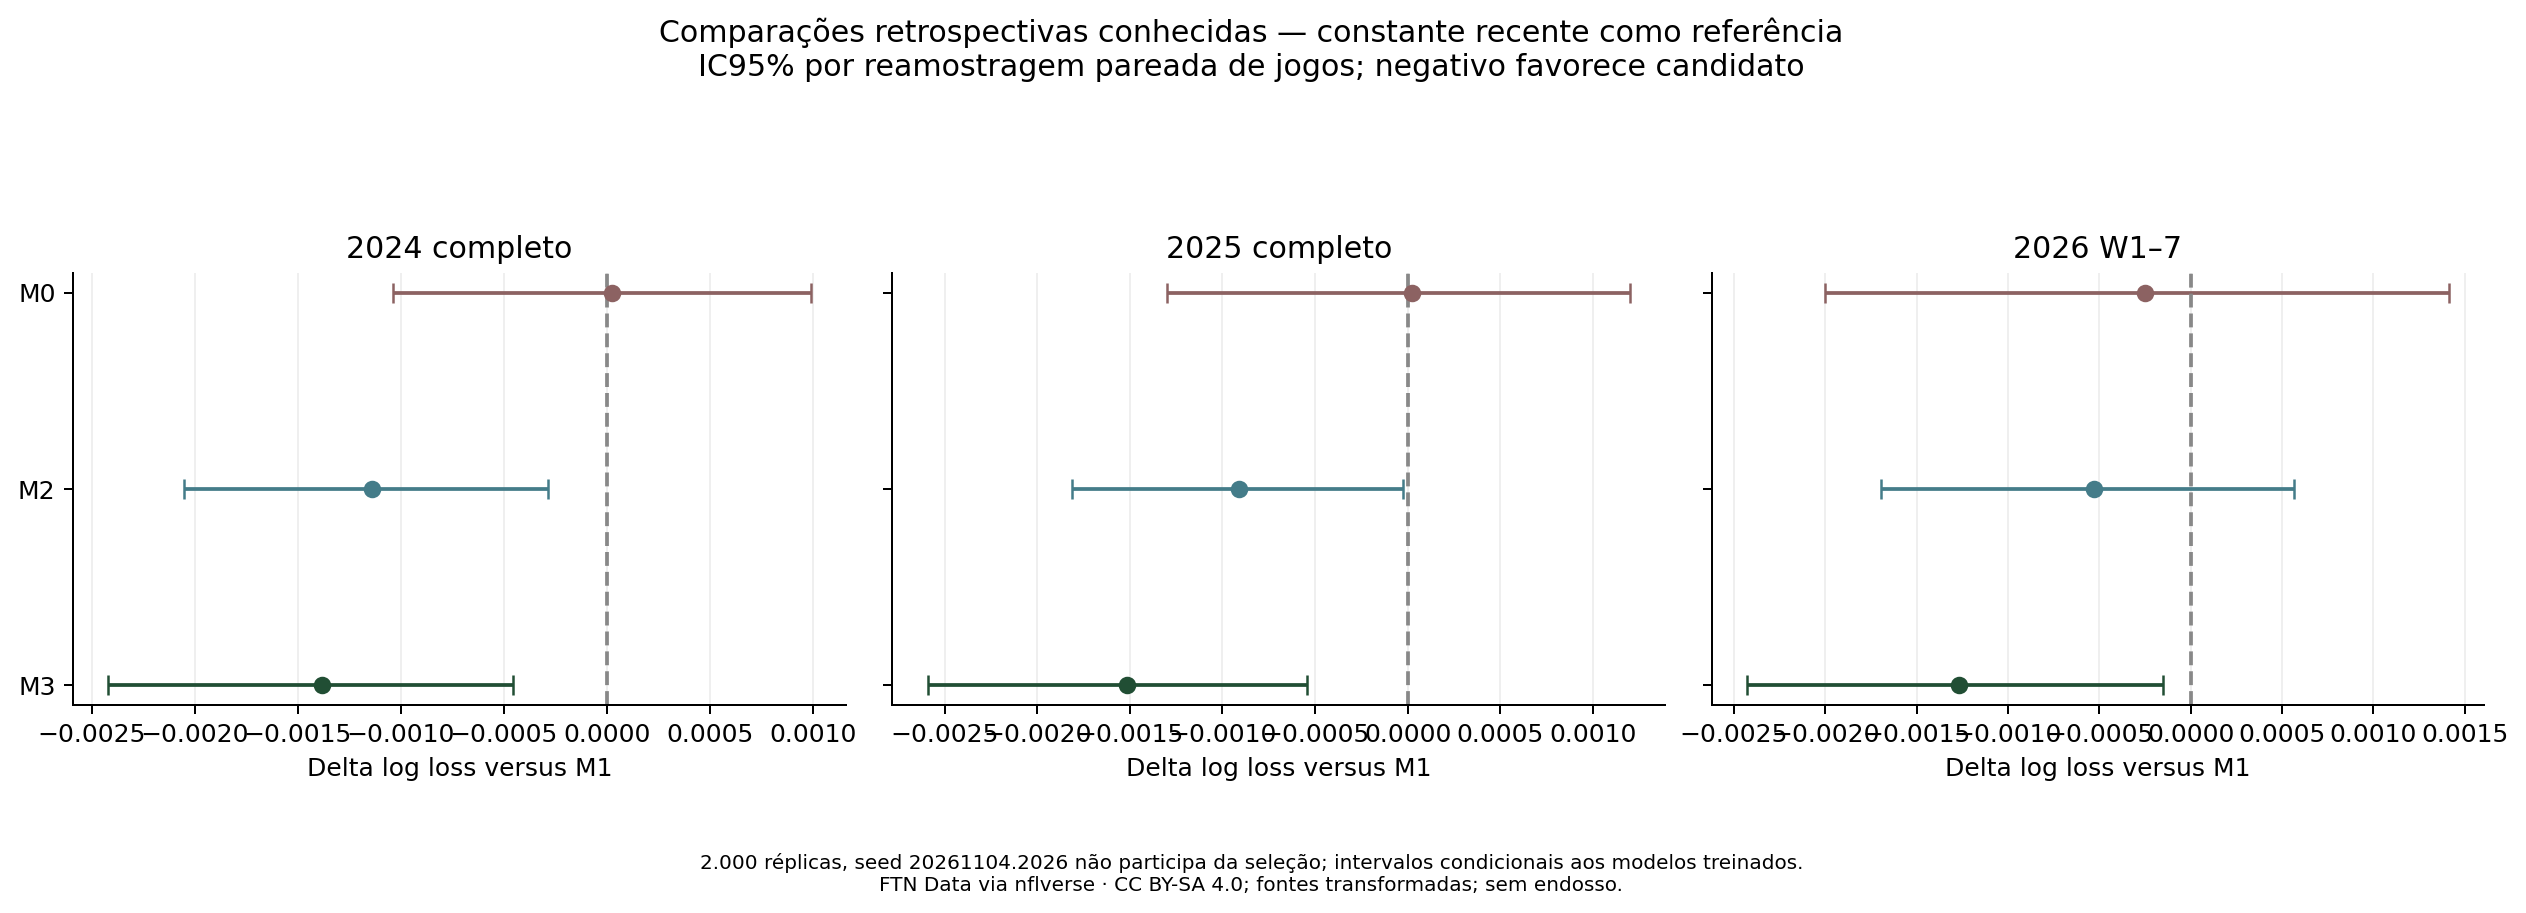 Comparações retrospectivas conhecidas — constante recente como referência
IC95% por reamostragem pareada de jogos; negativo favorece candidato
2024 completo
2025 completo
2026 W1–7
M0
M2
M3
−0.0025 −0.0020 −0.0015 −0.0010 −0.0005 0.0000 0.0005 0.0010
−0.0025 −0.0020 −0.0015 −0.0010 −0.0005 0.0000 0.0005 0.0010
−0.0025 −0.0020 −0.0015 −0.0010 −0.0005 0.0000 0.0005 0.0010 0.0015
Delta log loss versus M1
Delta log loss versus M1
Delta log loss versus M1
2.000 réplicas, seed 20261104.2026 não participa da seleção; intervalos condicionais aos modelos treinados.
FTN Data via nflverse · CC BY-SA 4.0; fontes transformadas; sem endosso.